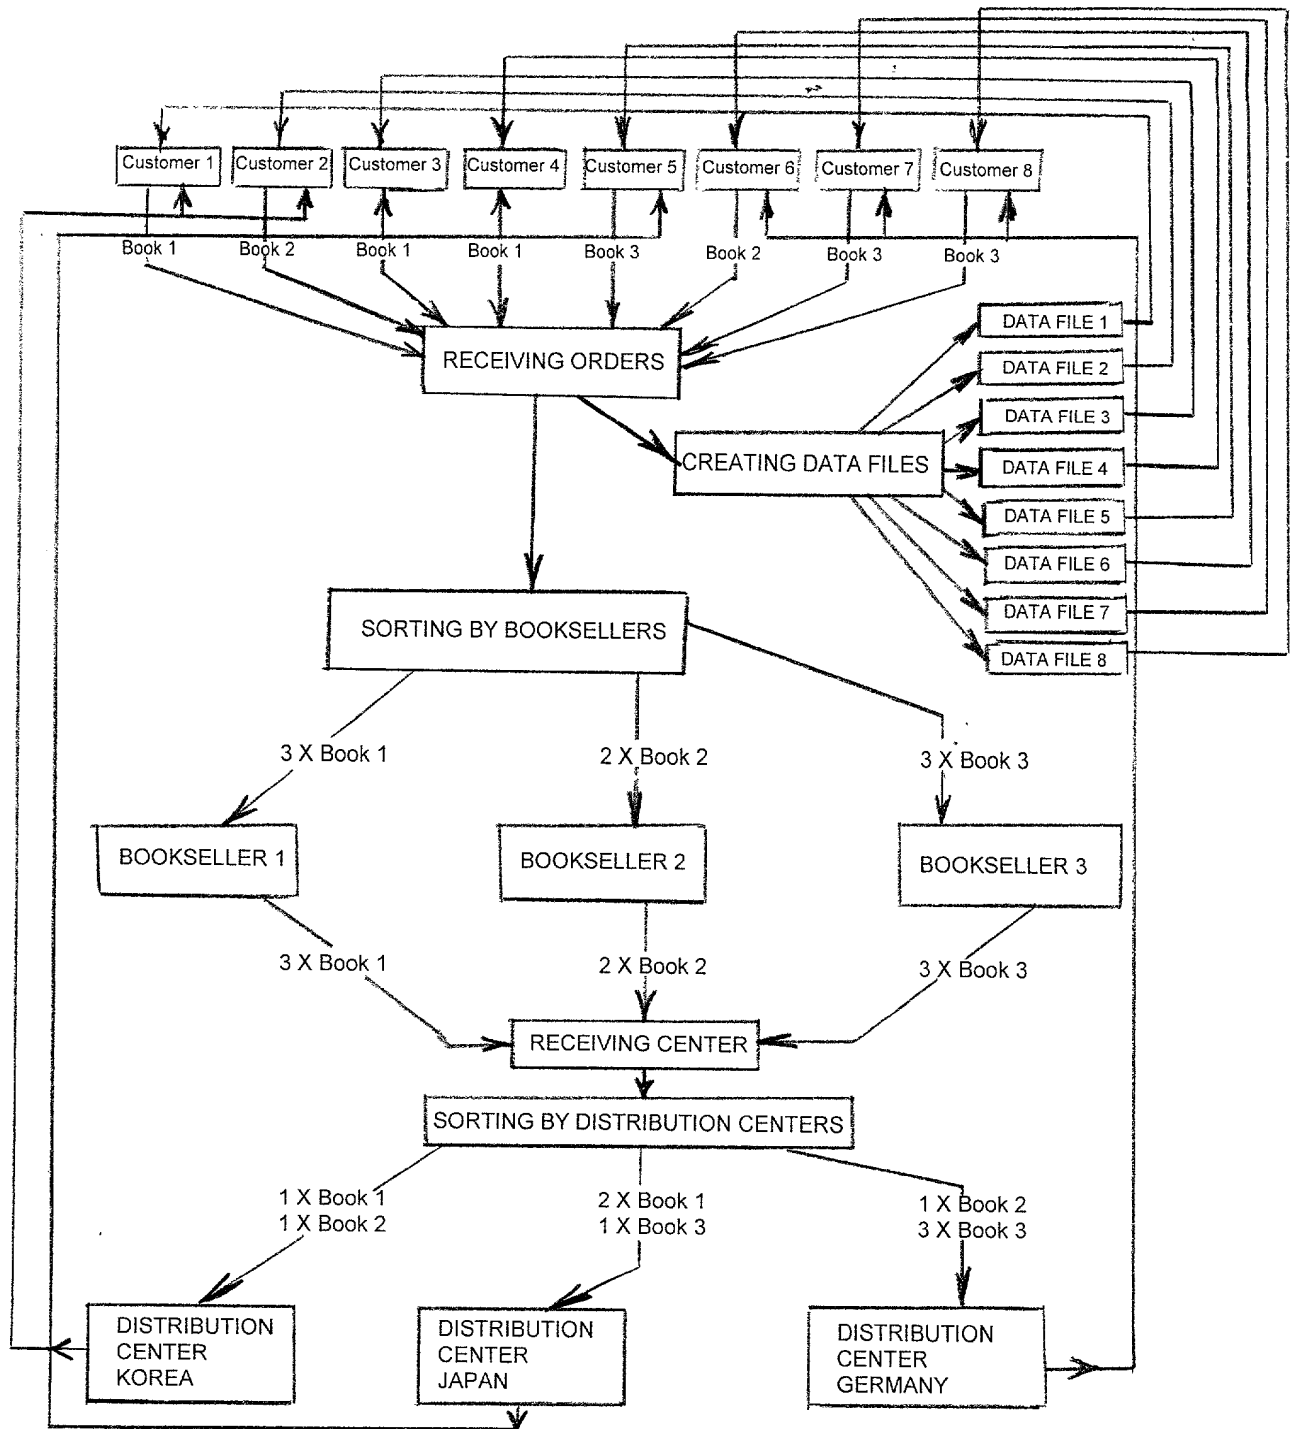 Customer 1
Customer 2
Customer 3
Customer 4
Customer 5
Customer 6
Customer 7
Customer 8
Book 1
Book 2
Book 1
Book 1
Book 3
Book 2
Book 3
Book 3
RECEIVING ORDERS
DATA FILE 1
DATA FILE 2
DATA FILE 3
CREATING DATA FILES
DATA FILE 4
DATA FILE 5
DATA FILE 6
DATA FILE 7
DATA FILE 8
SORTING BY BOOKSELLERS
3 X Book 1
2 X Book 2
3 X Book 3
BOOKSELLER 1
BOOKSELLER 2
BOOKSELLER 3
3 X Book 1
2 X Book 2
3 X Book 3
RECEIVING CENTER
SORTING BY DISTRIBUTION CENTERS
1 X Book 1
1 X Book 2
2 X Book 1
1 X Book 3
1 X Book 2
3 X Book 3
DISTRIBUTION
CENTER
KOREA
DISTRIBUTION
CENTER
JAPAN
DISTRIBUTION
CENTER
GERMANY